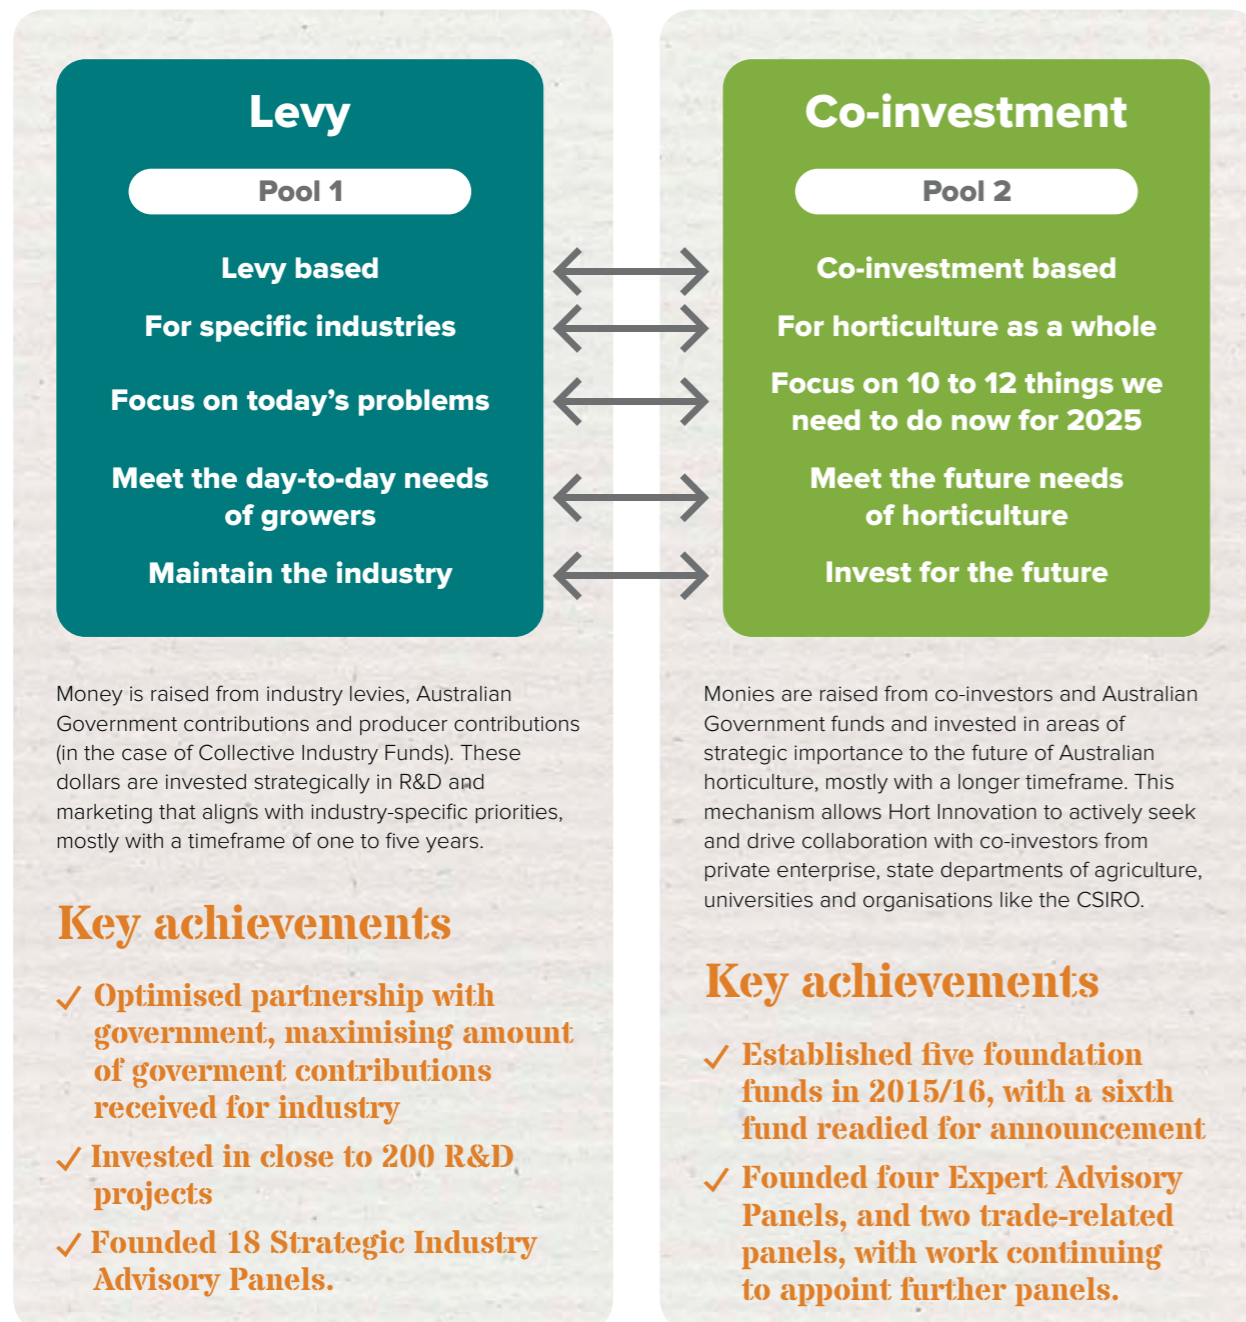 Levy
Pool 1
Levy based
For specific industries
Focus on today's problems
Meet the day-to-day needs
of growers
Maintain the industry
Money is raised from industry levies, Australian
Government contributions and producer contributions
(in the case of Collective Industry Funds). These
dollars are invested strategically in R&D and
marketing that aligns with industry-specific priorities,
mostly with a timeframe of one to five years.
Key achievements
✓ Optimised partnership with
government, maximising amount
of goverment contributions
received for industry
✓ Invested in close to 200 R&D
projects
✓ Founded 18 Strategic Industry
Advisory Panels.
Co-investment
Pool 2
Co-investment based
For horticulture as a whole
Focus on 10 to 12 things we
need to do now for 2025
Meet the future needs
of horticulture
Invest for the future
Monies are raised from co-investors and Australian
Government funds and invested in areas of
strategic importance to the future of Australian
horticulture, mostly with a longer timeframe. This
mechanism allows Hort Innovation to actively seek
and drive collaboration with co-investors from
private enterprise, state departments of agriculture,
universities and organisations like the CSIRO.
Key achievements
✓ Established five foundation
funds in 2015/16, with a sixth
fund readied for announcement
✓ Founded four Expert Advisory
Panels, and two trade-related
panels, with work continuing
to appoint further panels.